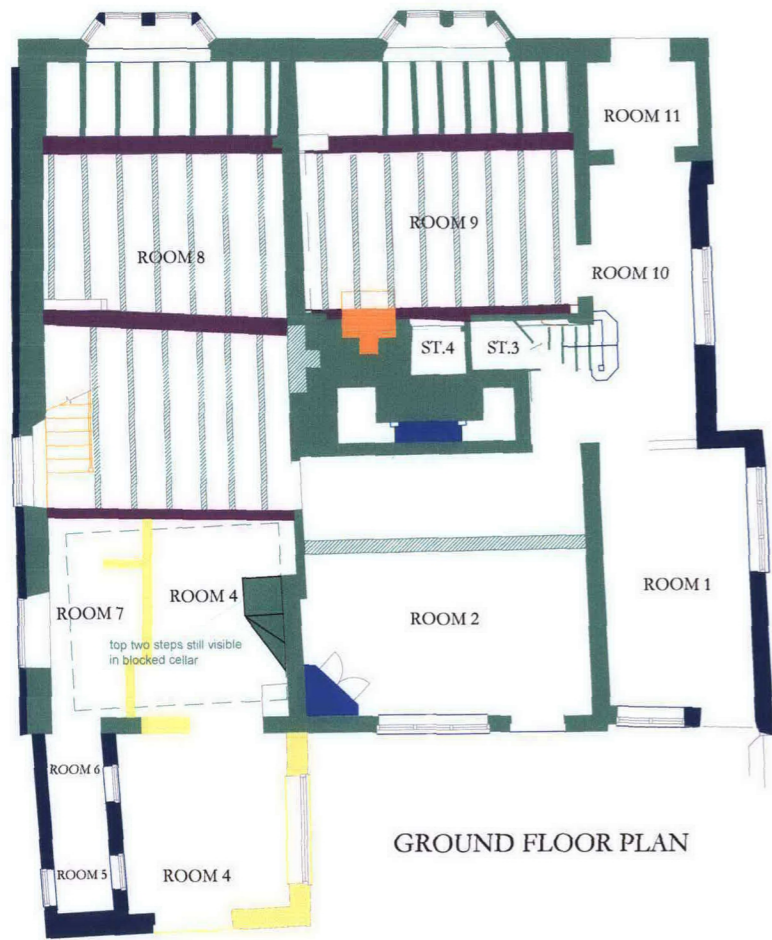 ROOM 11
ROOM 9
ROOM 8
ROOM 10
ST.4
ST.3
ROOM 4
ROOM 7
ROOM 1
ROOM 2
top two steps still visible
in blocked cellar
ROOM 6
GROUND FLOOR PLAN
ROOM 5
ROOM 4